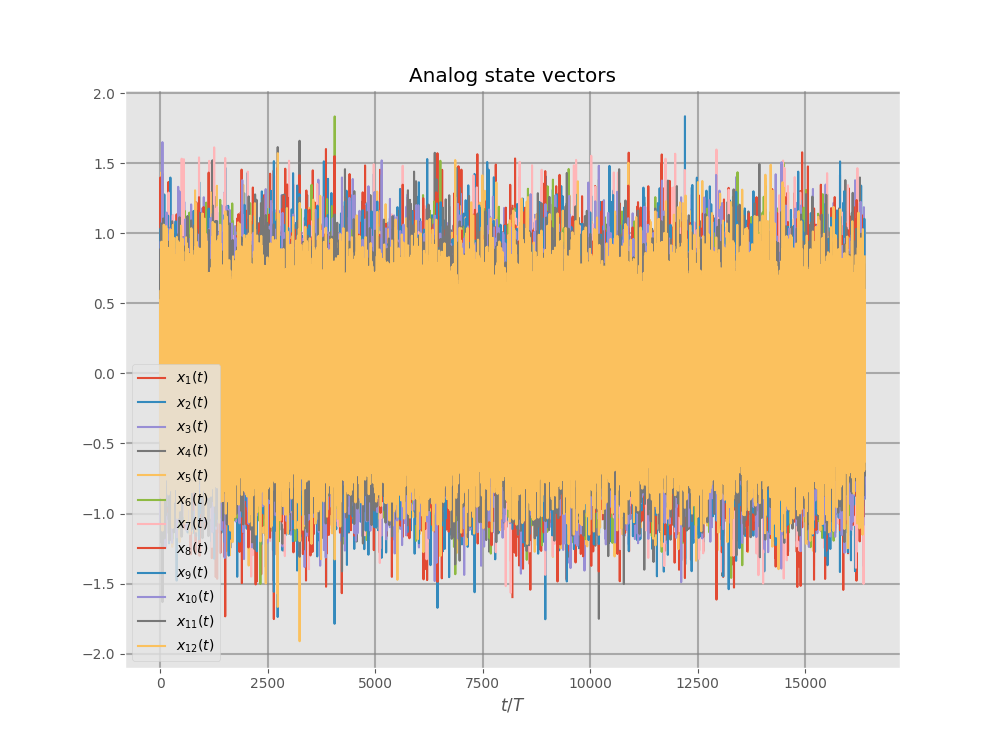 Analog state vectors
2.0
1.5
1.0
0.5
0.0
−0.5
−1.0
−1.5
−2.0
x₁(t)
x₂(t)
x₃(t)
x₄(t)
x₅(t)
x₆(t)
x₇(t)
x₈(t)
x₉(t)
x₁₀(t)
x₁₁(t)
x₁₂(t)
0 2500 5000 7500 10000 12500 15000
t/T